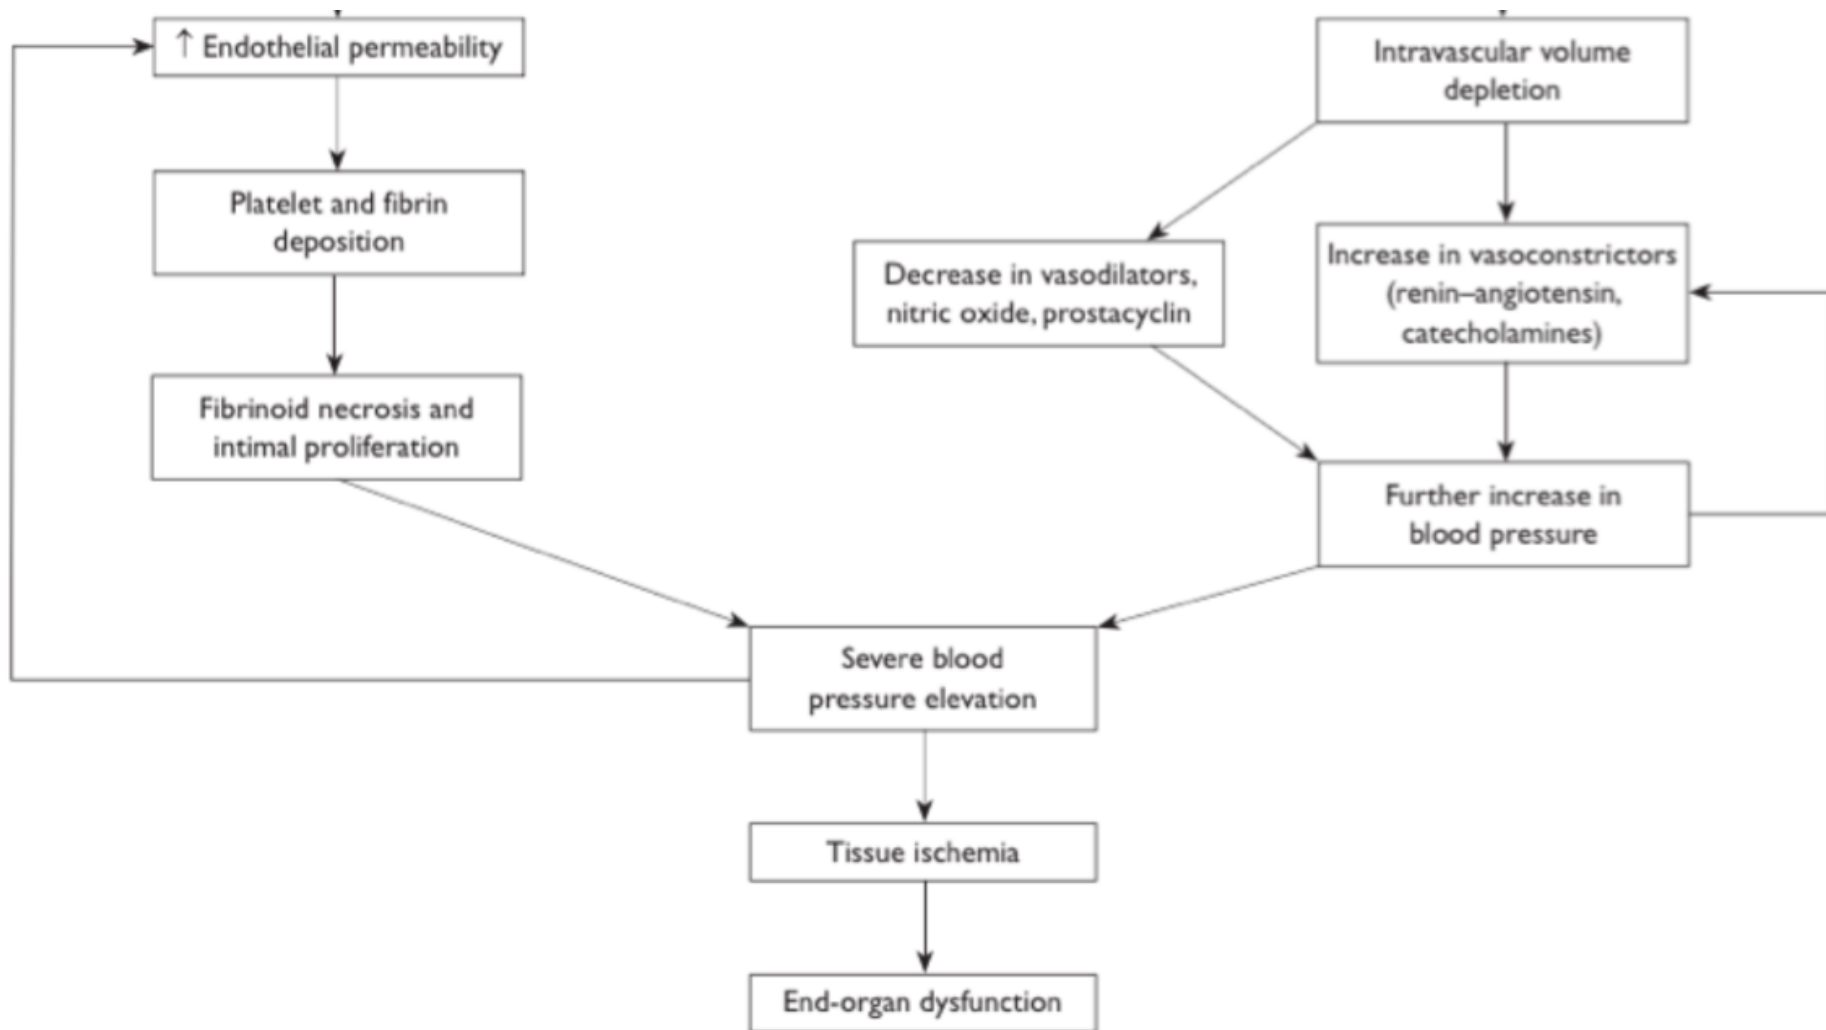 ↑ Endothelial permeability
Platelet and fibrin
deposition
Fibrinoid necrosis and
intimal proliferation
Intravascular volume
depletion
Decrease in vasodilators,
nitric oxide, prostacyclin
Increase in vasoconstrictors
(renin–angiotensin,
catecholamines)
Further increase in
blood pressure
Severe blood
pressure elevation
Tissue ischemia
End-organ dysfunction